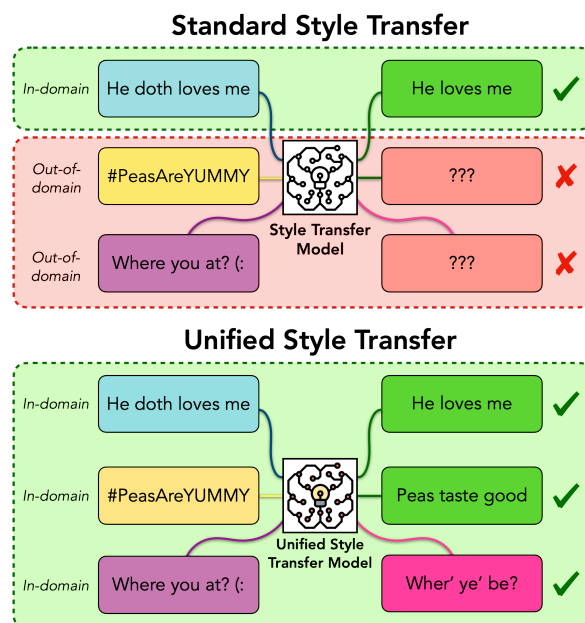 Standard Style Transfer
In-domain
He doth loves me
He loves me
Out-of-
domain
#PeasAreYUMMY
???
Style Transfer
Model
Out-of-
domain
Where you at? (:
???
Unified Style Transfer
In-domain
He doth loves me
He loves me
In-domain
#PeasAreYUMMY
Peas taste good
Unified Style
Transfer Model
In-domain
Where you at? (:
Wher' ye' be?